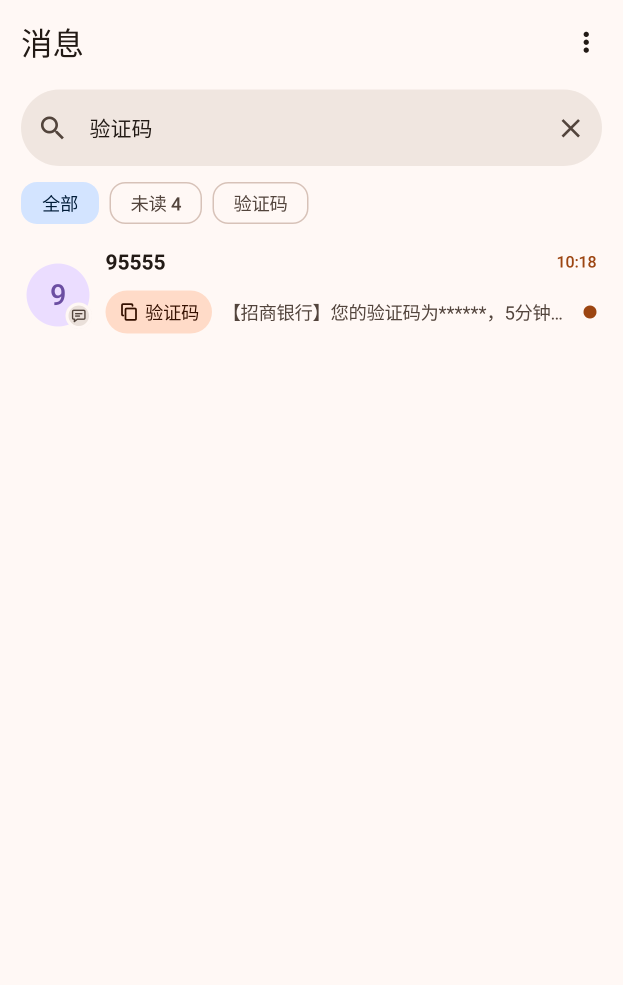 消息
验证码
全部 未读 4 验证码
9
95555 10:18
验证码 【招商银行】您的验证码为******，5分钟...